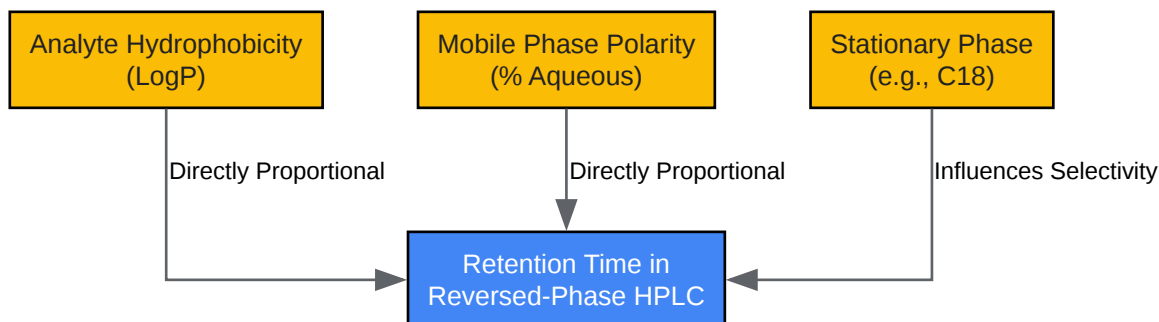 Analyte Hydrophobicity
(LogP)
Mobile Phase Polarity
(% Aqueous)
Stationary Phase
(e.g., C18)
Directly Proportional
Directly Proportional
Influences Selectivity
Retention Time in
Reversed-Phase HPLC